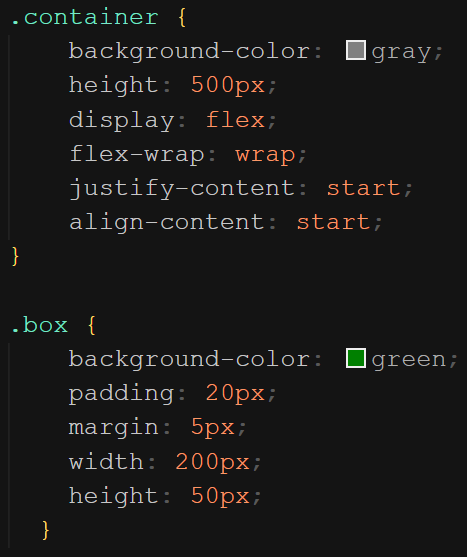 .container {
    background-color: gray;
    height: 500px;
    display: flex;
    flex-wrap: wrap;
    justify-content: start;
    align-content: start;
}

.box {
    background-color: green;
    padding: 20px;
    margin: 5px;
    width: 200px;
    height: 50px;
  }